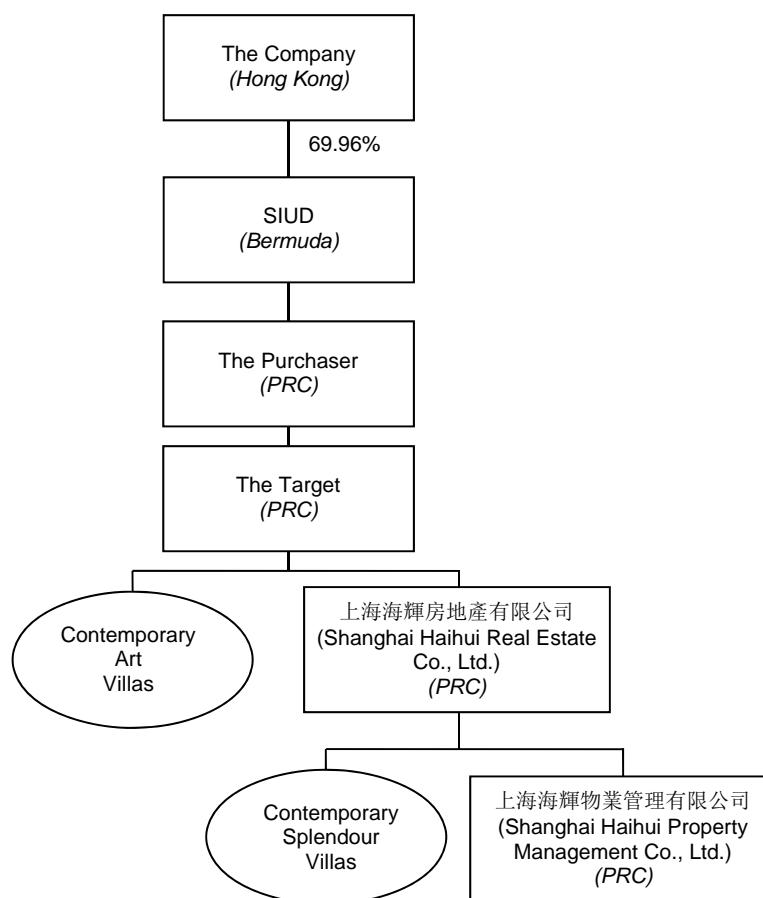 The Company
(Hong Kong)
69.96%
SIUD
(Bermuda)
The Purchaser
(PRC)
The Target
(PRC)
Contemporary
Art
Villas
上海海輝房地產有限公司
(Shanghai Haihui Real Estate
Co., Ltd.)
(PRC)
Contemporary
Splendour
Villas
上海海輝物業管理有限公司
(Shanghai Haihui Property
Management Co., Ltd.)
(PRC)